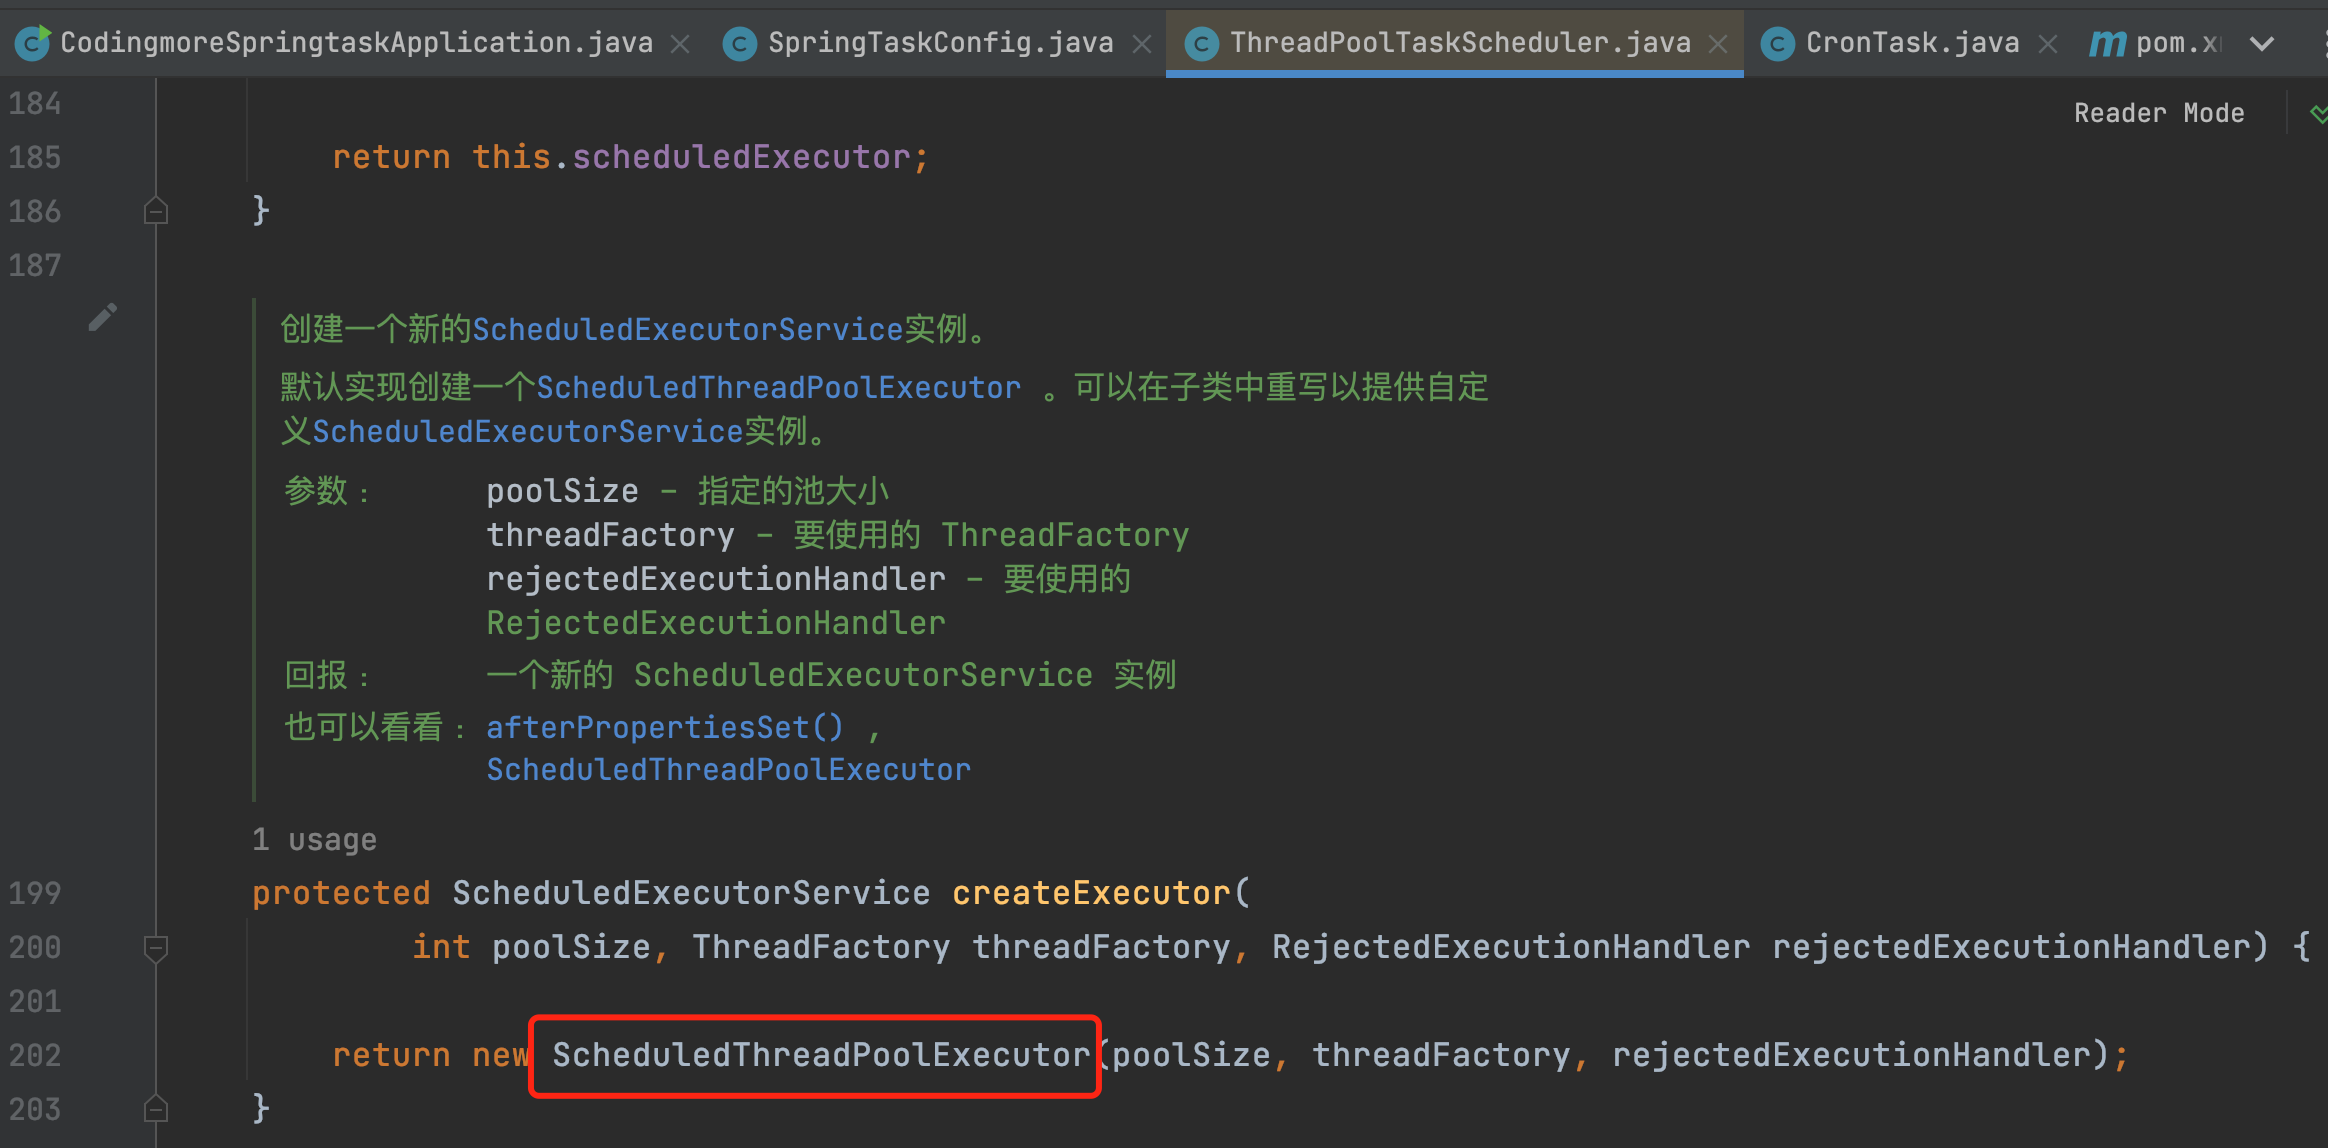 CodingmoreSpringtaskApplication.java SpringTaskConfig.java ThreadPoolTaskScheduler.java CronTask.java pom.x
184
Reader Mode
185 return this.scheduledExecutor;
186 }
187
创建一个新的ScheduledExecutorService实例。
默认实现创建一个ScheduledThreadPoolExecutor 。可以在子类中重写以提供自定
义ScheduledExecutorService实例。
参数： poolSize – 指定的池大小
threadFactory – 要使用的 ThreadFactory
rejectedExecutionHandler – 要使用的
RejectedExecutionHandler
回报： 一个新的 ScheduledExecutorService 实例
也可以看看： afterPropertiesSet() ,
ScheduledThreadPoolExecutor
1 usage
199 protected ScheduledExecutorService createExecutor(
200 int poolSize, ThreadFactory threadFactory, RejectedExecutionHandler rejectedExecutionHandler) {
201
202 return new ScheduledThreadPoolExecutor(poolSize, threadFactory, rejectedExecutionHandler);
203 }